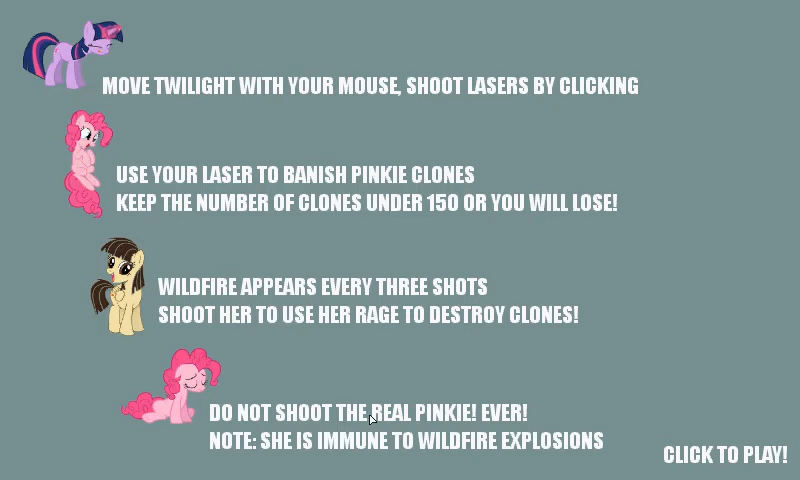 MOVE TWILIGHT WITH YOUR MOUSE, SHOOT LASERS BY CLICKING
USE YOUR LASER TO BANISH PINKIE CLONES
KEEP THE NUMBER OF CLONES UNDER 150 OR YOU WILL LOSE!
WILDFIRE APPEARS EVERY THREE SHOTS
SHOOT HER TO USE HER RAGE TO DESTROY CLONES!
DO NOT SHOOT THE REAL PINKIE! EVER!
NOTE: SHE IS IMMUNE TO WILDFIRE EXPLOSIONS
CLICK TO PLAY!